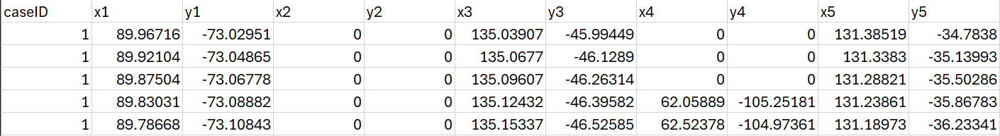 caseID x1 y1 x2 y2 x3 y3 x4 y4 x5 y5
1 89.96716 -73.02951 0 0 135.03907 -45.99449 0 0 131.38519 -34.7838
1 89.92104 -73.04865 0 0 135.0677 -46.1289 0 0 131.3383 -35.13993
1 89.87504 -73.06778 0 0 135.09607 -46.26314 0 0 131.28821 -35.50286
1 89.83031 -73.08882 0 0 135.12432 -46.39582 62.05889 -105.25181 131.23861 -35.86783
1 89.78668 -73.10843 0 0 135.15337 -46.52585 62.52378 -104.97361 131.18973 -36.23341